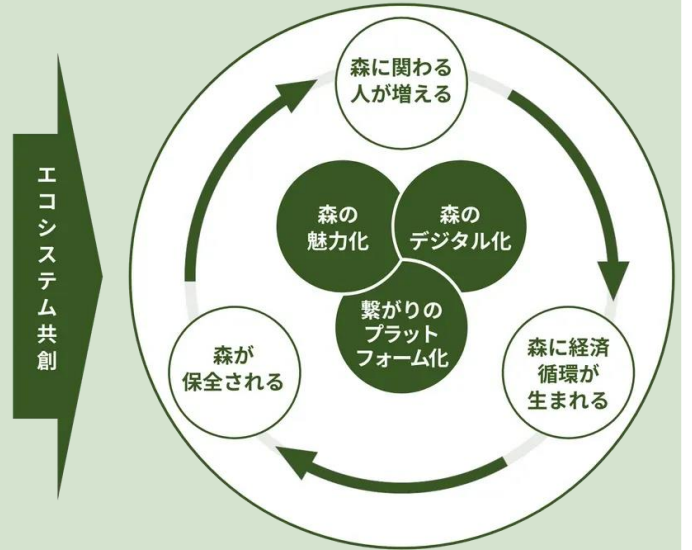 エコシステム共創
森に関わる
人が増える
森の
魅力化
森の
デジタル化
繋がりの
プラット
フォーム化
森が
保全される
森に経済
循環が
生まれる